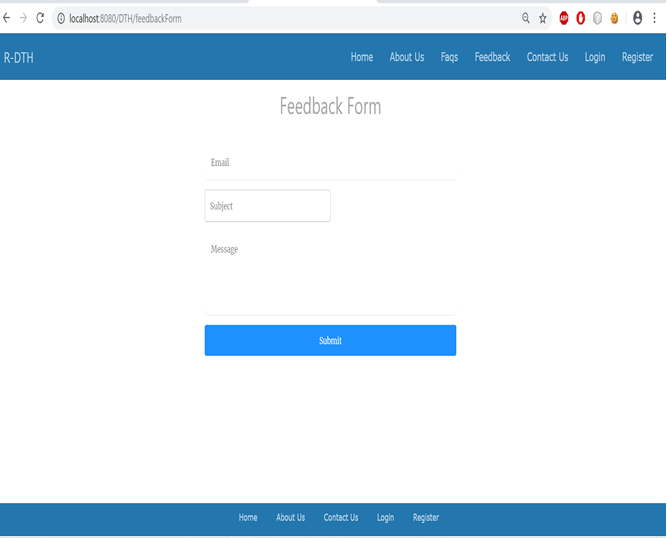 localhost:8080/DTH/feedbackForm
ABP
R-DTH Home About Us Faqs Feedback Contact Us Login Register
Feedback Form
Email
Subject
Message
Submit
Home About Us Contact Us Login Register